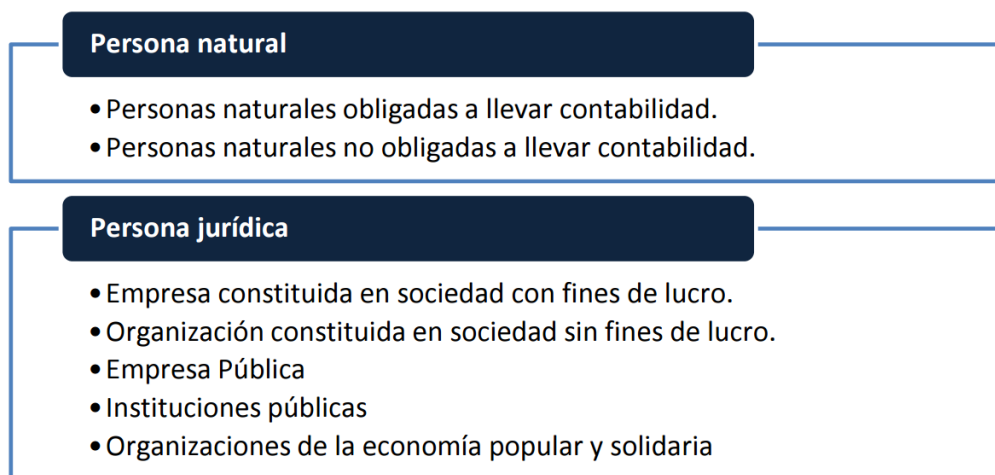 Persona natural
• Personas naturales obligadas a llevar contabilidad.
• Personas naturales no obligadas a llevar contabilidad.
Persona jurídica
• Empresa constituida en sociedad con fines de lucro.
• Organización constituida en sociedad sin fines de lucro.
• Empresa Pública
• Instituciones públicas
• Organizaciones de la economía popular y solidaria